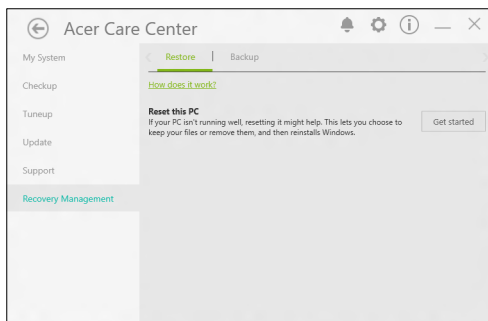 Acer Care Center
My System
Checkup
Tuneup
Update
Support
Recovery Management
Restore | Backup
How does it work?
Reset this PC
If your PC isn't running well, resetting it might help. This lets you choose to
keep your files or remove them, and then reinstalls Windows.
Get started